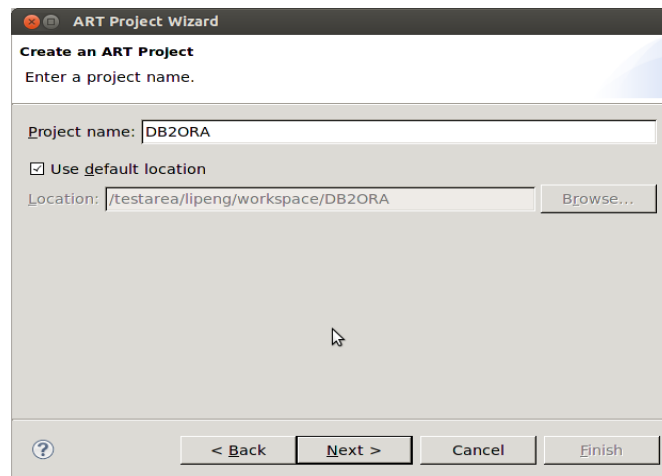 ART Project Wizard
Create an ART Project
Enter a project name.
Project name: DB2ORA
Use default location
Location: /testarea/lipeng/workspace/DB2ORA Browse...
? < Back Next > Cancel Finish